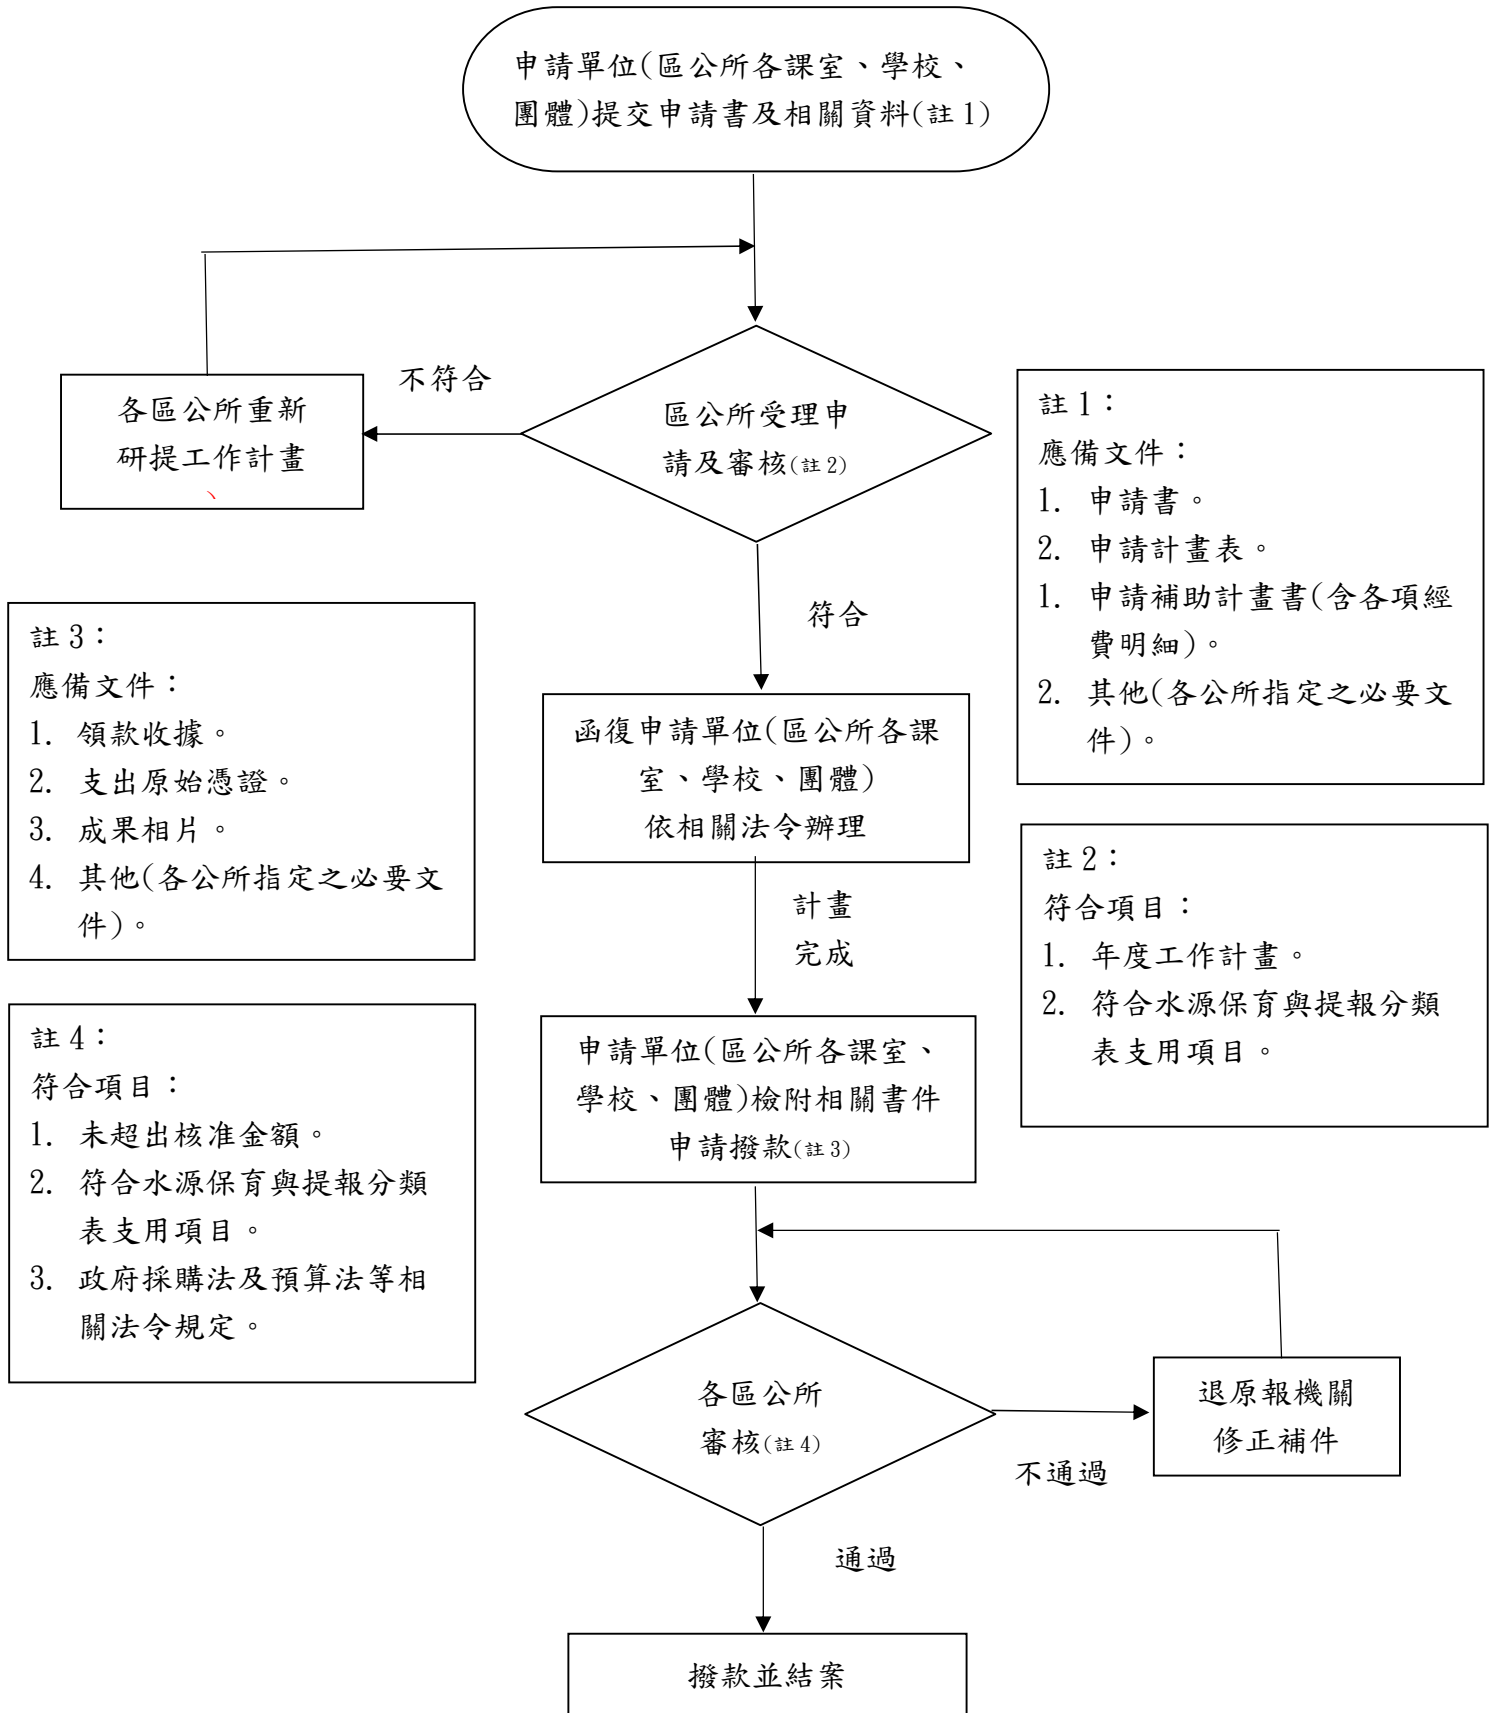 申請單位(區公所各課室、學校、
團體)提交申請書及相關資料(註1)
不符合
各區公所重新
研提工作計畫
、
區公所受理申
請及審核(註2)
註1：
應備文件：
1. 申請書。
2. 申請計畫表。
1. 申請補助計畫書(含各項經
費明細)。
2. 其他(各公所指定之必要文
件)。
符合
註3：
應備文件：
1. 領款收據。
2. 支出原始憑證。
3. 成果相片。
4. 其他(各公所指定之必要文
件)。
函復申請單位(區公所各課
室、學校、團體)
依相關法令辦理
註2：
符合項目：
1. 年度工作計畫。
2. 符合水源保育與提報分類
表支用項目。
計畫
完成
註4：
符合項目：
1. 未超出核准金額。
2. 符合水源保育與提報分類
表支用項目。
3. 政府採購法及預算法等相
關法令規定。
申請單位(區公所各課室、
學校、團體)檢附相關書件
申請撥款(註3)
各區公所
審核(註4)
不通過
退原報機關
修正補件
通過
撥款並結案